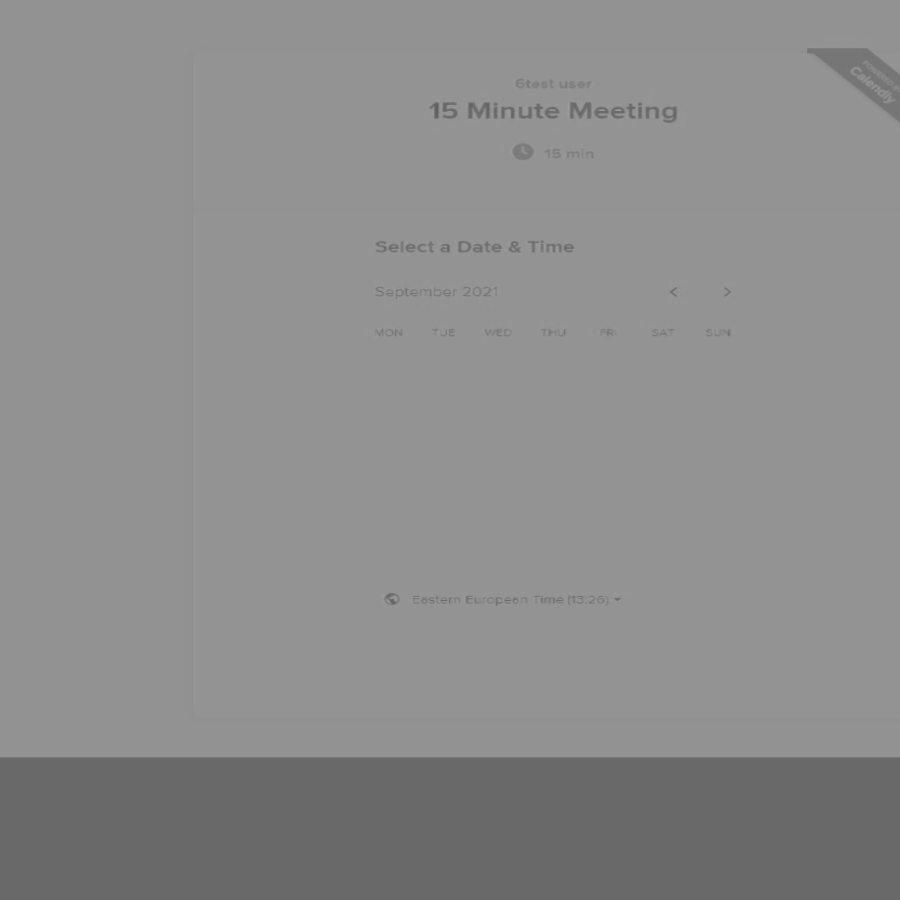 6test user
15 Minute Meeting
15 min
POWERED BY
Calendly
Select a Date & Time
September 2021
MON TUE WED THU FRI SAT SUN
Eastern European Time (13:26)